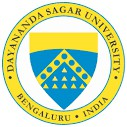 DAYANANDA SAGAR UNIVERSITY
BENGALURU • INDIA